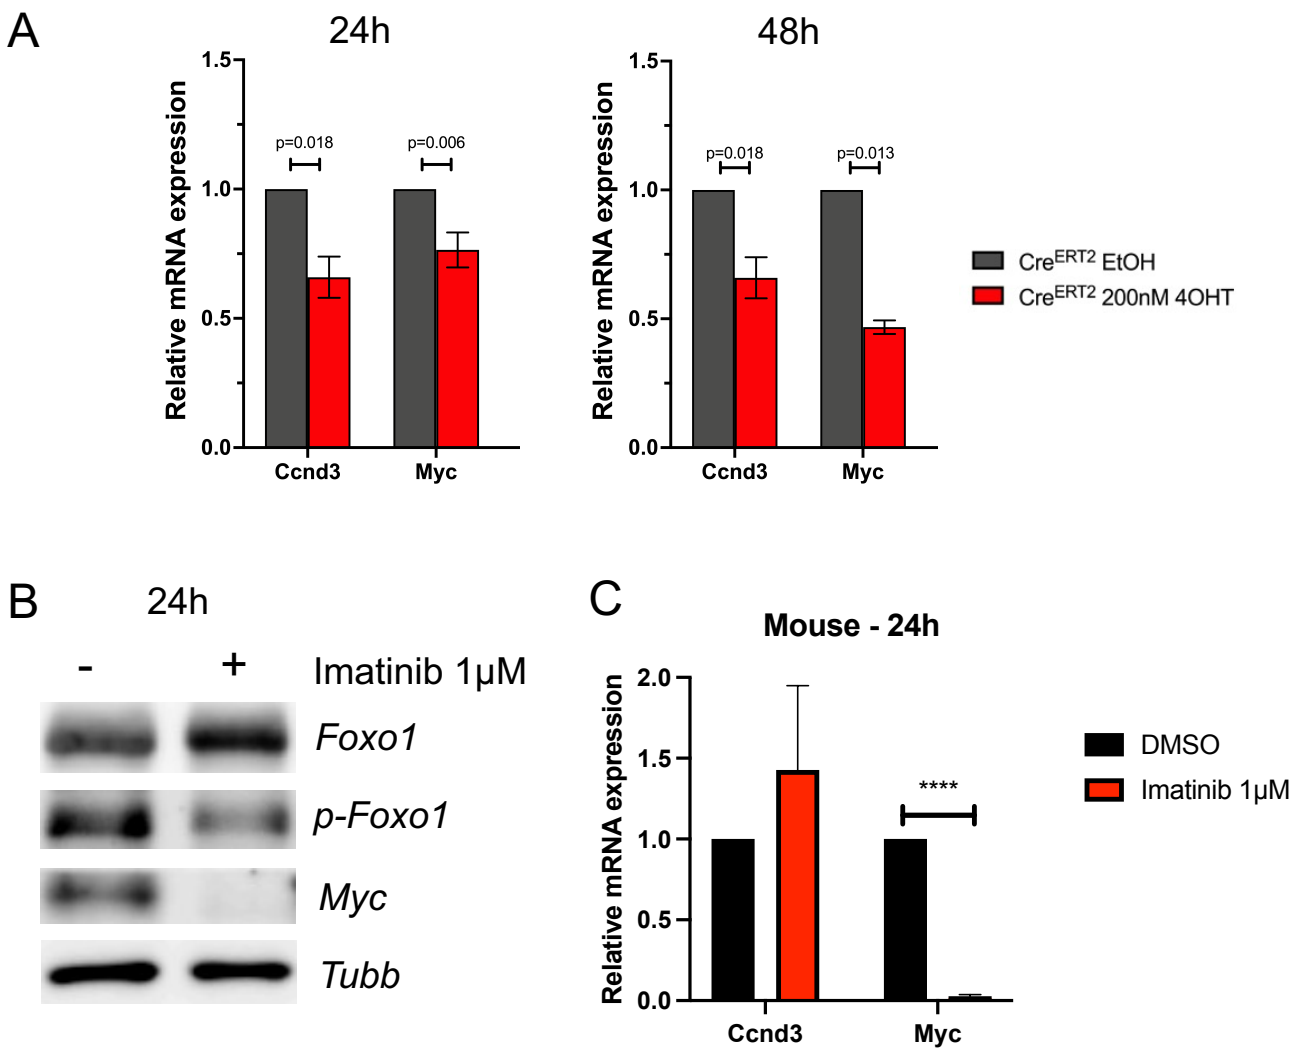 A
24h
48h
Relative mRNA expression
1.5
1.0
0.5
0.0
p=0.018
p=0.006
Ccnd3
Myc
Relative mRNA expression
1.5
1.0
0.5
0.0
p=0.018
p=0.013
Ccnd3
Myc
CreERT2 EtOH
CreERT2 200nM 4OHT
B
24h
- + Imatinib 1µM
Foxo1
p-Foxo1
Myc
Tubb
C
Mouse - 24h
Relative mRNA expression
2.0
1.5
1.0
0.5
0.0
****
Ccnd3
Myc
DMSO
Imatinib 1µM